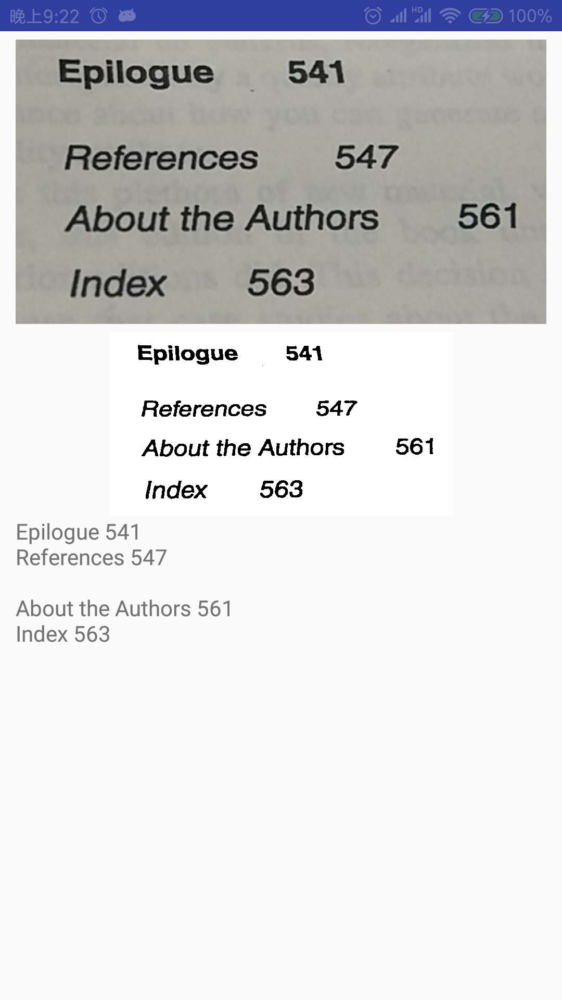 晚上9:22 HD 100%
Epilogue 541
References 547
About the Authors 561
Index 563
Epilogue 541
References 547
About the Authors 561
Index 563
Epilogue 541
References 547
About the Authors 561
Index 563